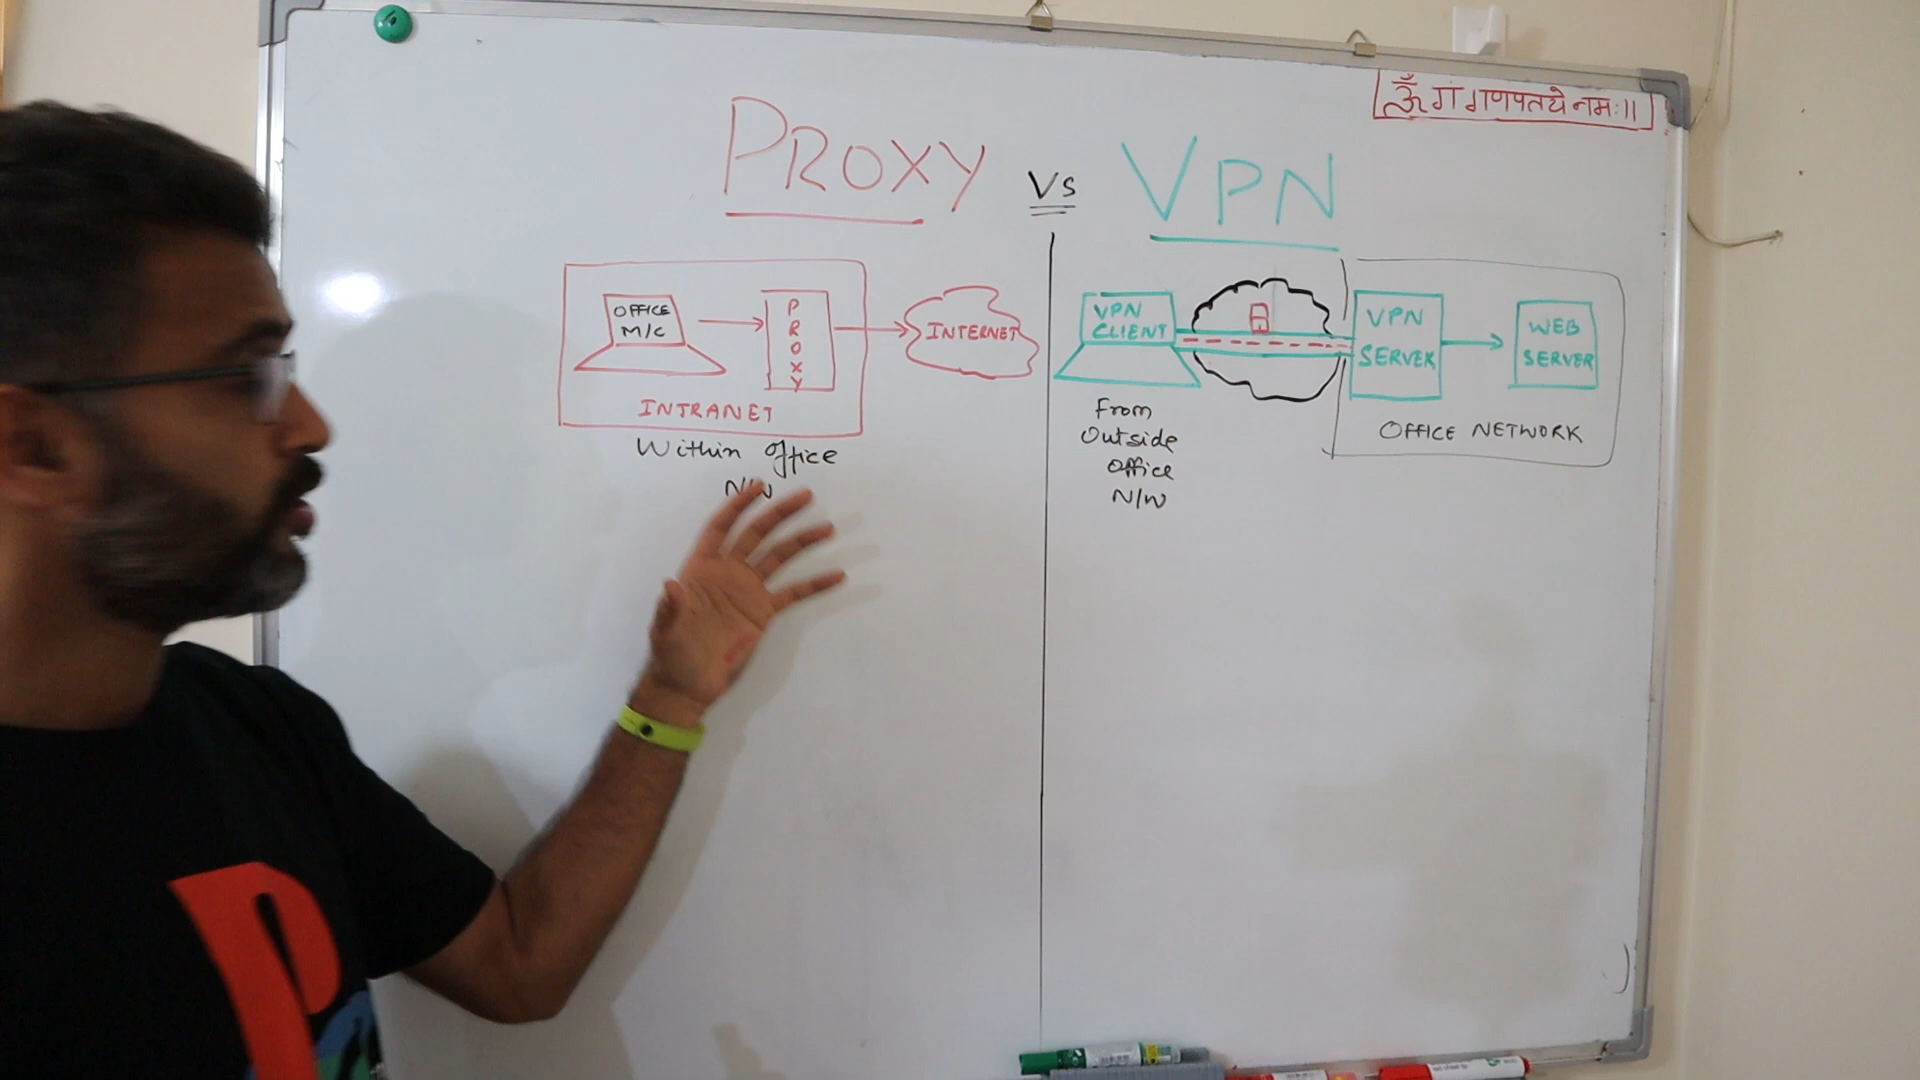 ॐ गं गणपतये नमः॥
PROXY Vs VPN
OFFICE
M/C
PROXY
INTERNET
INTRANET
Within office
N/W
VPN
CLIENT
From
Outside
office
N/W
VPN
SERVER
WEB
SERVER
OFFICE NETWORK